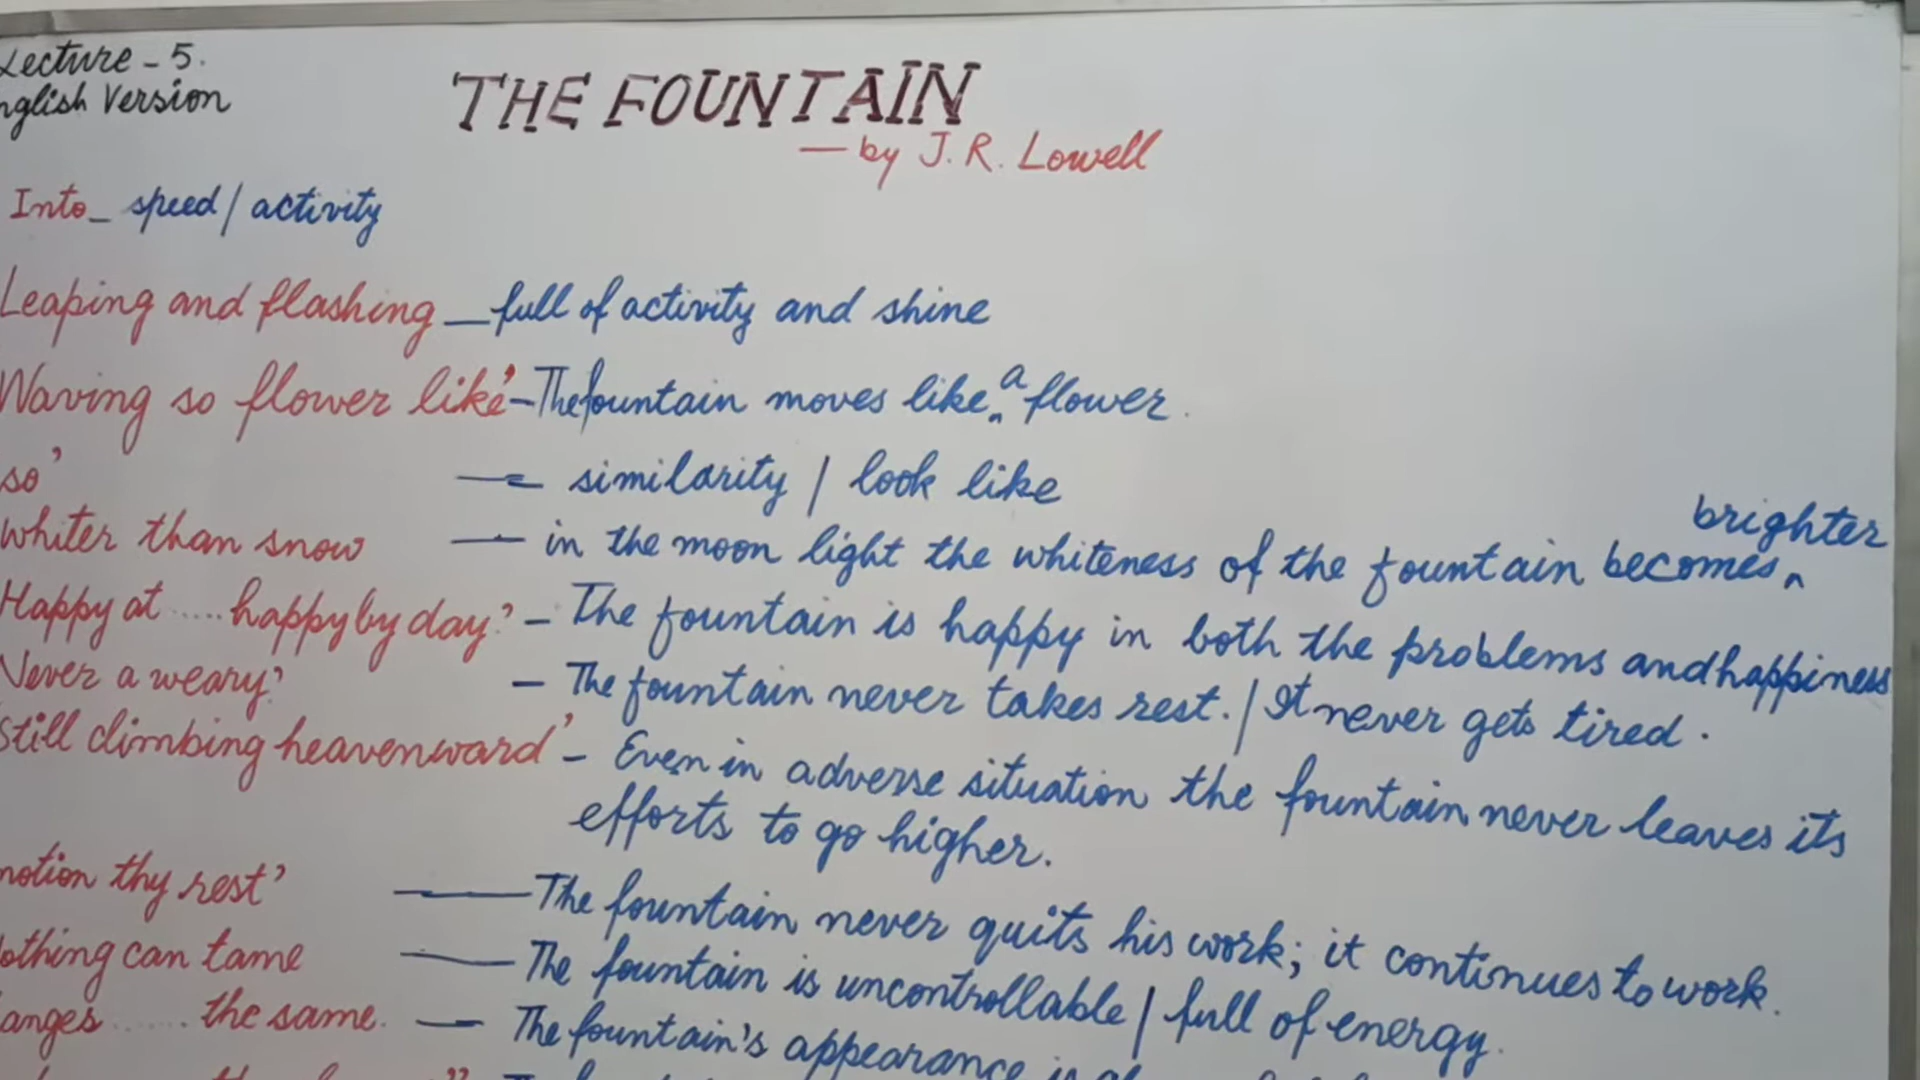 Lecture - 5.
nglish Version
THE FOUNTAIN
— by J. R. Lowell
Into_ speed / activity
Leaping and flashing _ full of activity and shine
Waving so flower like' - The fountain moves like a flower.
so' — similarity / look like
whiter than snow — in the moon light the whiteness of the fountain becomes brighter
Happy at ..... happy by day' - The fountain is happy in both the problems and happiness
Never a weary' - The fountain never takes rest. / It never gets tired.
Still climbing heavenward' - Even in adverse situation the fountain never leaves its
efforts to go higher.
motion thy rest' — The fountain never quits his work; it continues to work.
othing can tame — The fountain is uncontrollable / full of energy.
anges ...... the same. — The fountain's appearance is